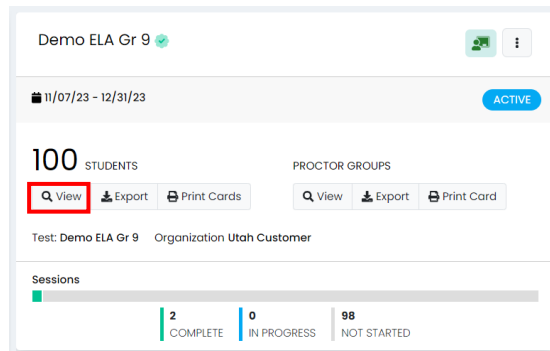 Demo ELA Gr 9
11/07/23 - 12/31/23
ACTIVE
100 STUDENTS
PROCTOR GROUPS
View Export Print Cards
View Export Print Card
Test: Demo ELA Gr 9 Organization Utah Customer
Sessions
2
COMPLETE
0
IN PROGRESS
98
NOT STARTED